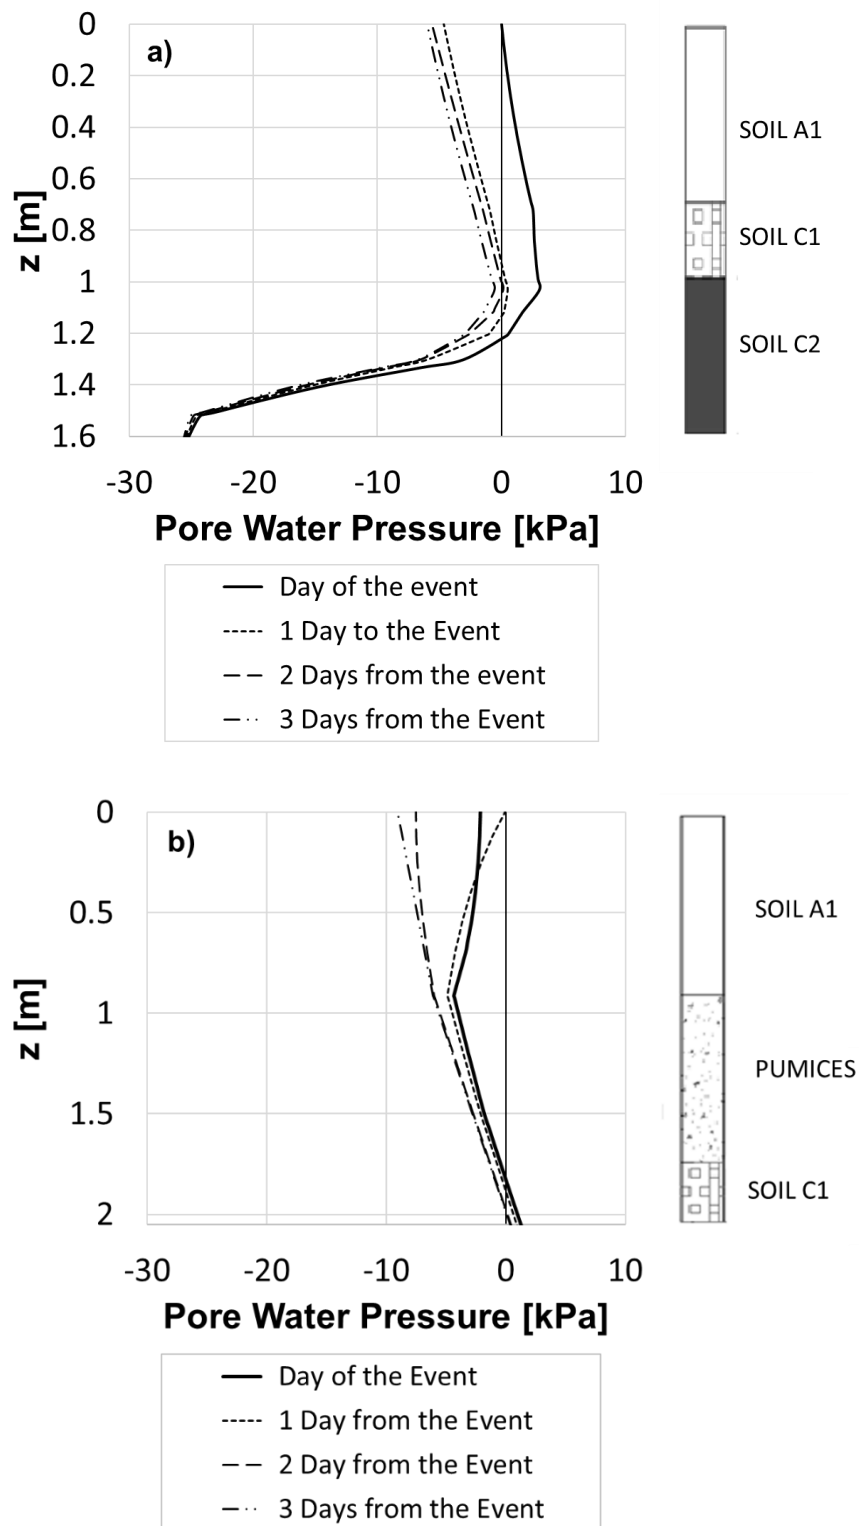 a)
0
0.2
0.4
0.6
0.8
1
1.2
1.4
1.6
z [m]
-30 -20 -10 0 10
Pore Water Pressure [kPa]
SOIL A1
SOIL C1
SOIL C2
Day of the event
1 Day to the Event
2 Days from the event
3 Days from the Event
b)
0
0.5
1
1.5
2
z [m]
-30 -20 -10 0 10
Pore Water Pressure [kPa]
SOIL A1
PUMICES
SOIL C1
Day of the Event
1 Day from the Event
2 Day from the Event
3 Days from the Event